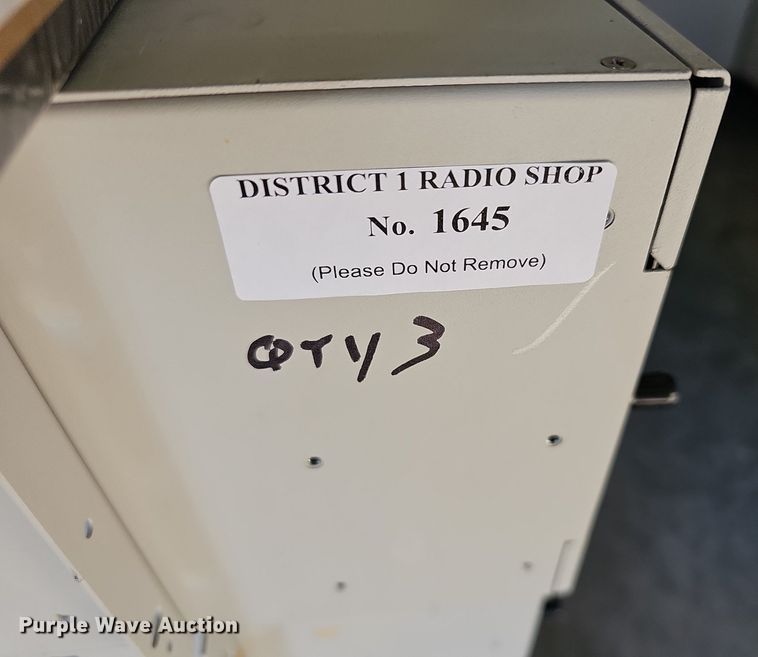 DISTRICT 1 RADIO SHOP
No. 1645
(Please Do Not Remove)
QTY 3
Purple Wave Auction